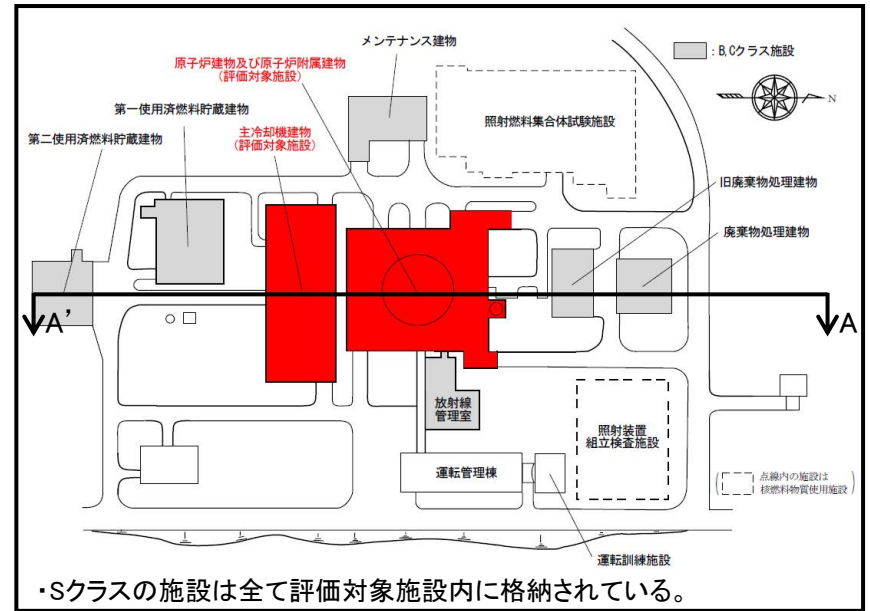 メンテナンス建物
:B,Cクラス施設
原子炉建物及び原子炉附属建物
(評価対象施設)
N
第一使用済燃料貯蔵建物
照射燃料集合体試験施設
主冷却機建物
(評価対象施設)
第二使用済燃料貯蔵建物
旧廃棄物処理建物
廃棄物処理建物
A’
A
放射線
管理室
照射装置
組立検査施設
運転管理棟
点線内の施設は
核燃料物質使用施設
運転訓練施設
・Sクラスの施設は全て評価対象施設内に格納されている。